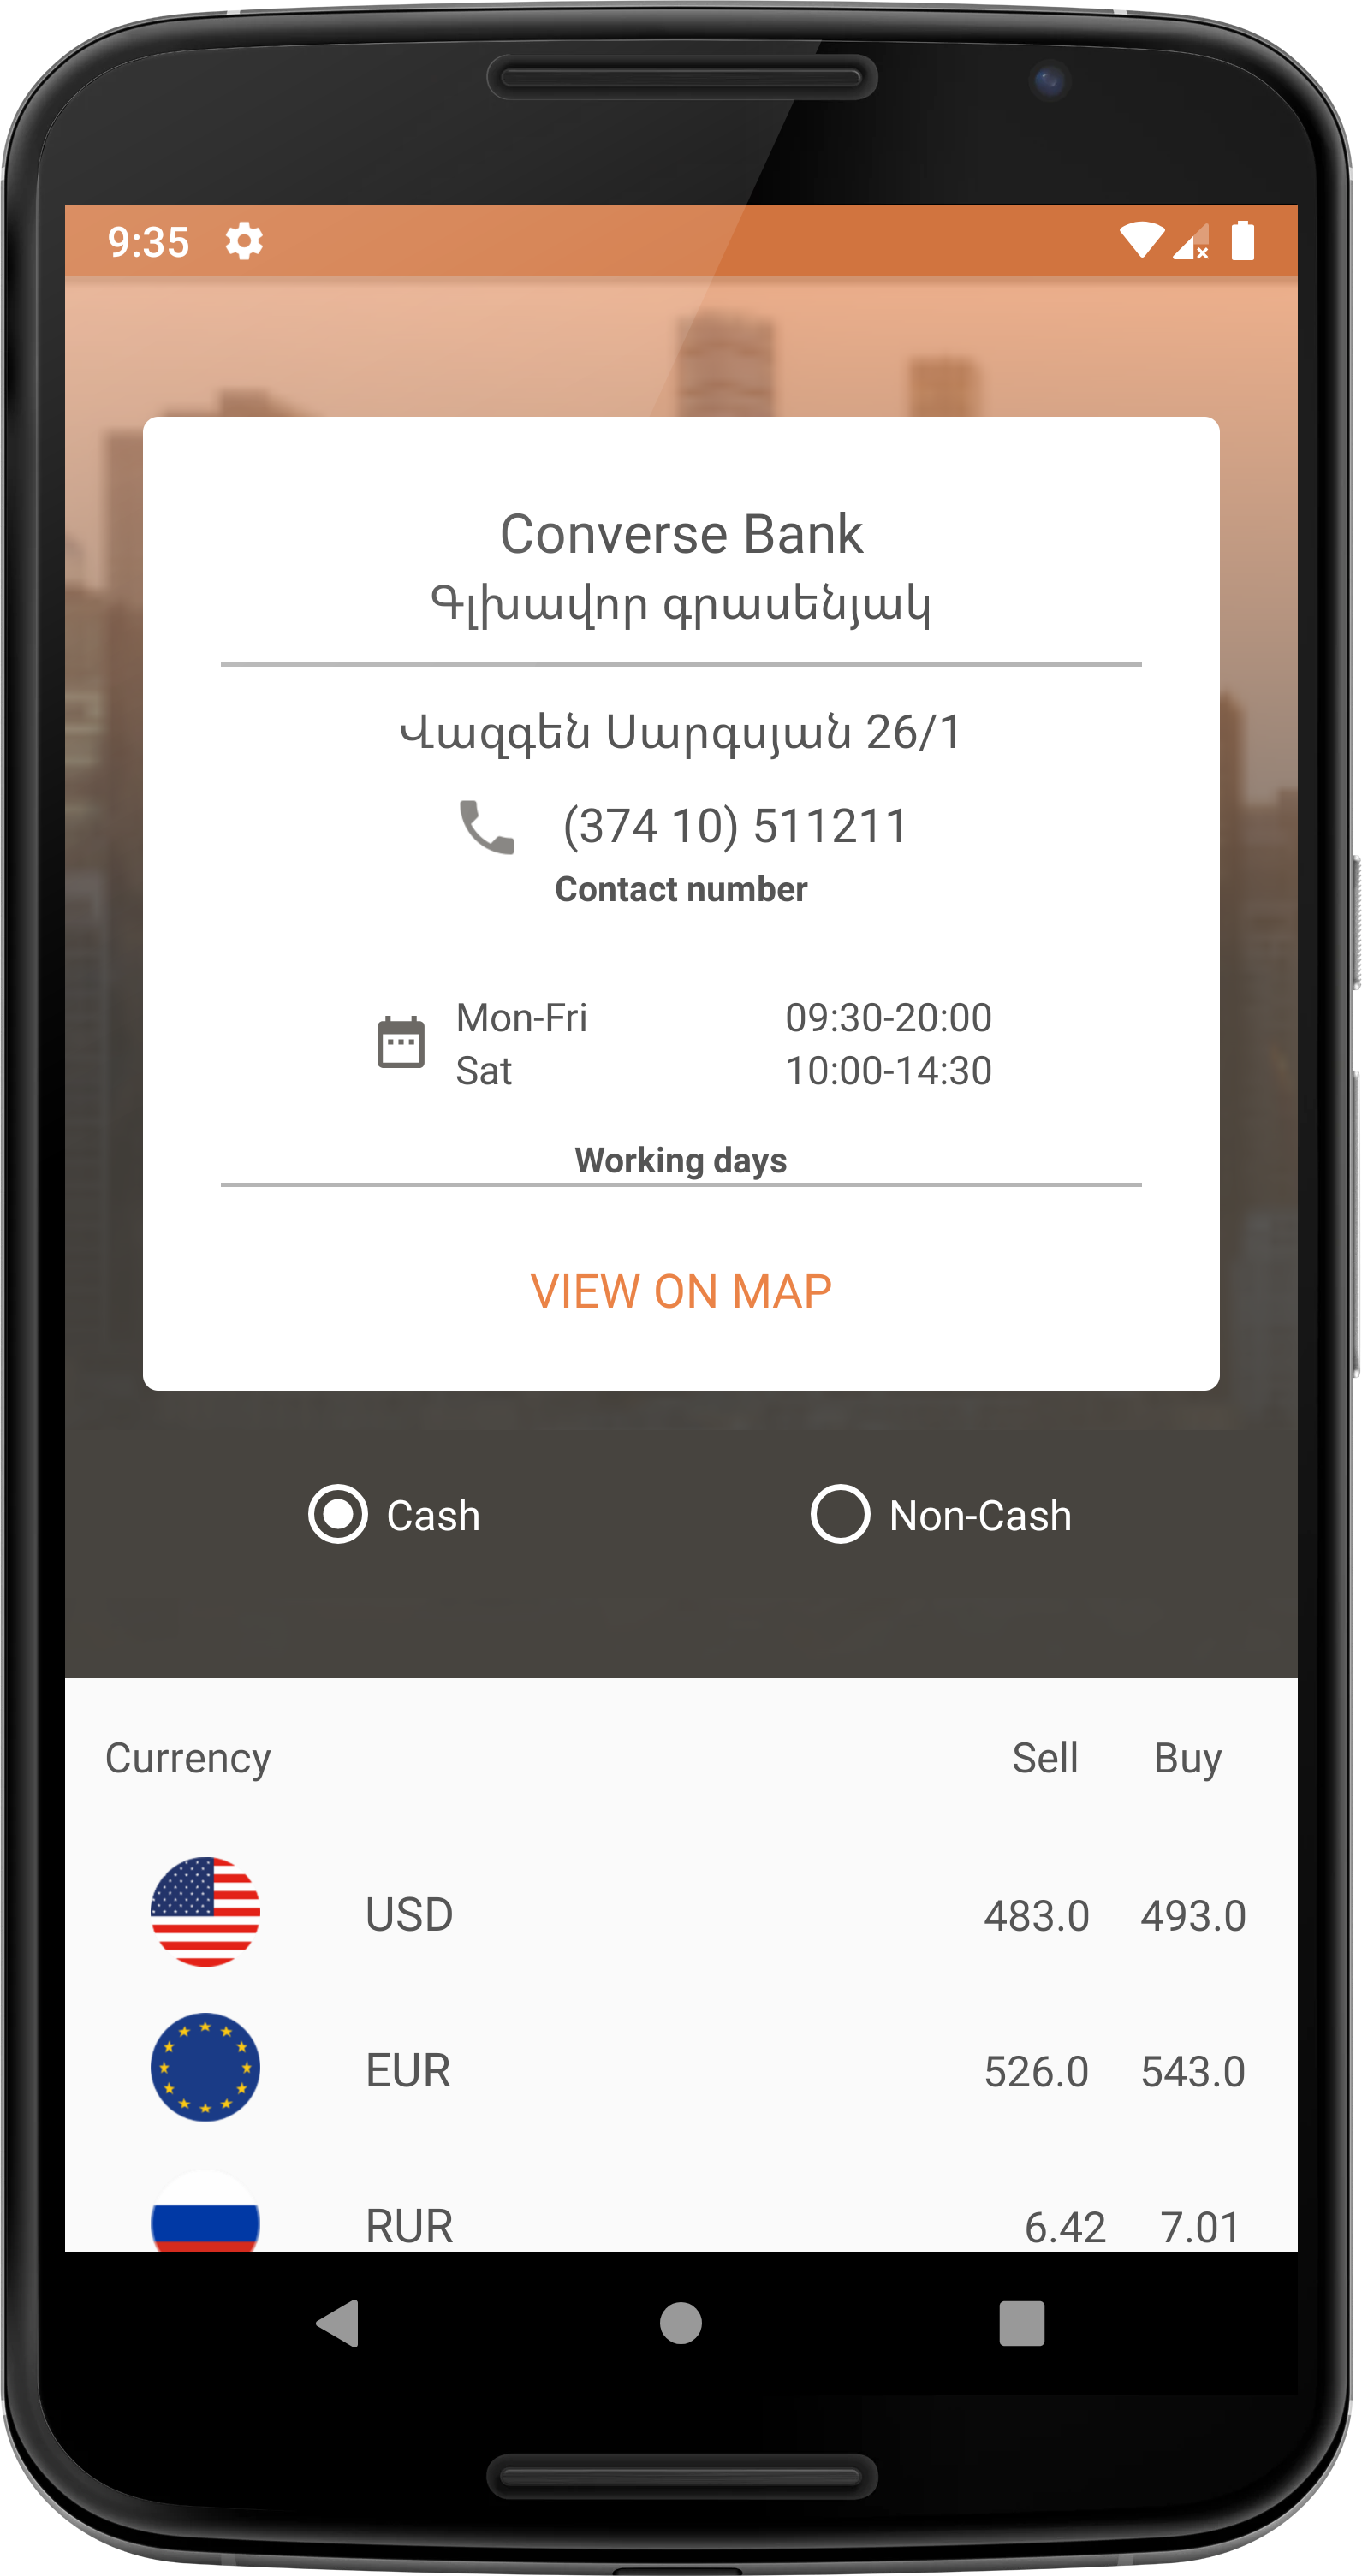 9:35
Converse Bank
Գլխավոր գրասենյակ
Վազգեն Սարգսյան 26/1
(374 10) 511211
Contact number
Mon-Fri 09:30-20:00
Sat 10:00-14:30
Working days
VIEW ON MAP
Cash Non-Cash
Currency Sell Buy
USD 483.0 493.0
EUR 526.0 543.0
RUR 6.42 7.01